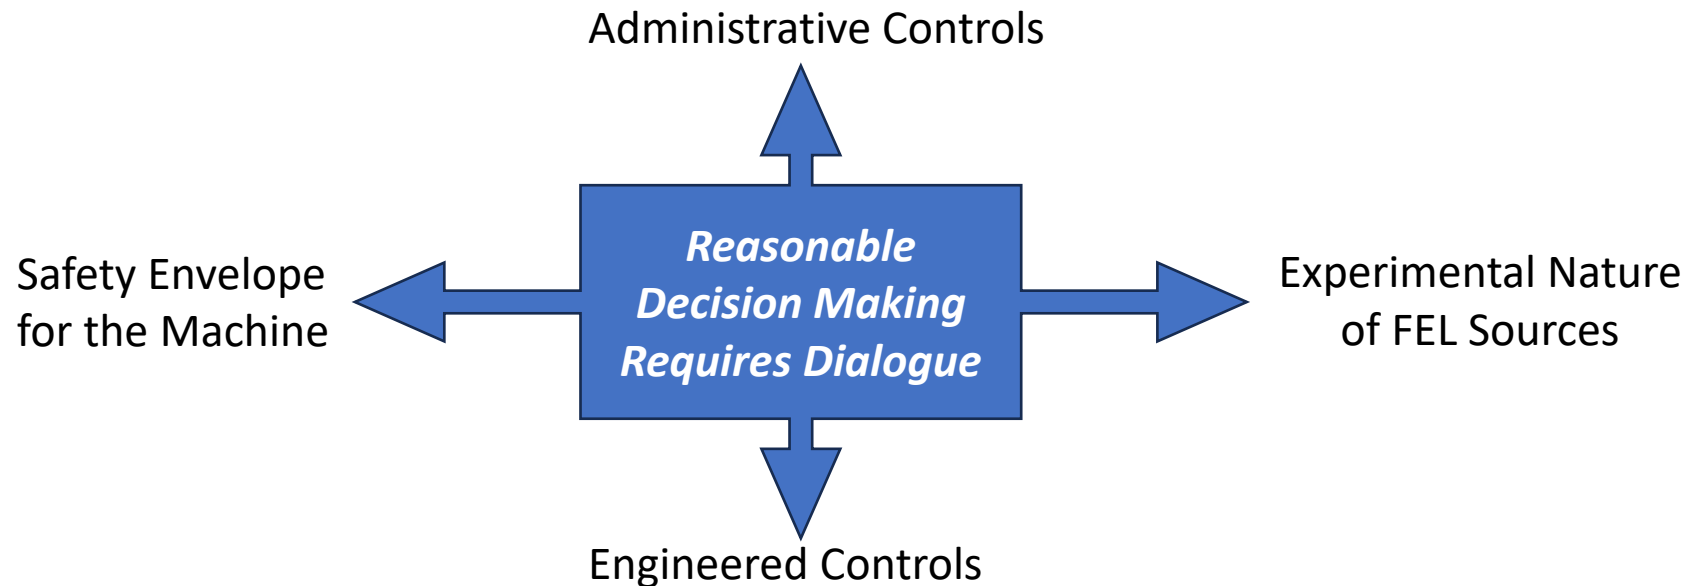 Administrative Controls
Safety Envelope
for the Machine
Reasonable
Decision Making
Requires Dialogue
Experimental Nature
of FEL Sources
Engineered Controls